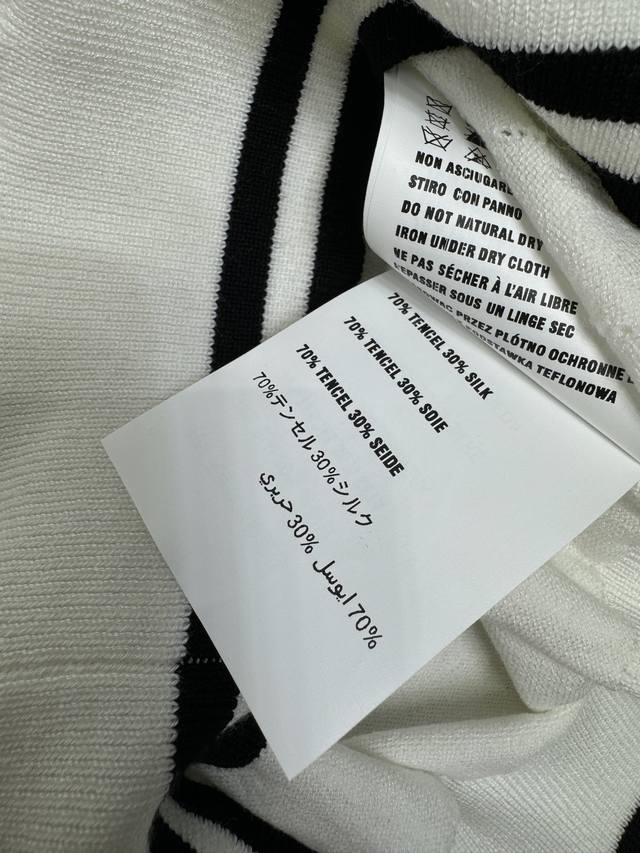 NON ASCIUGARE
STIRO CON PANNO
DO NOT NATURAL DRY
IRON UNDER DRY CLOTH
NE PAS SÉCHER À L'AIR LIBRE
REPASSER SOUS UN LINGE SEC
PRZEZ PŁÓTNO OCHRONNE
TEFLONOWA
70% TENCEL 30% SILK
70% TENCEL 30% SOIE
70% TENCEL 30% SEIDE
70%テンセル30%シルク
70% ايوسل 30% حريري